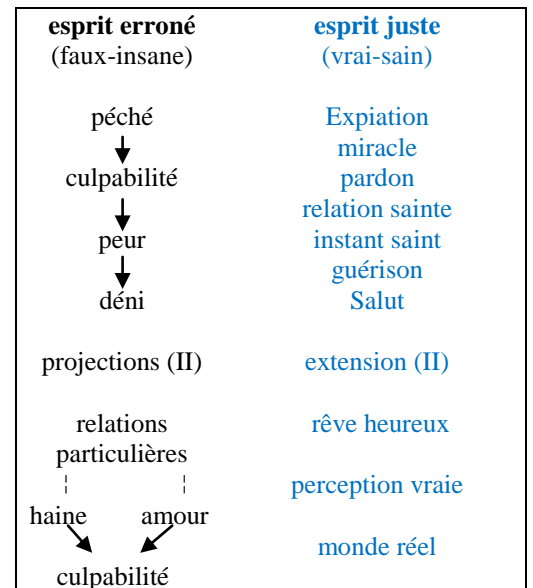 esprit erroné
(faux-insane)
péché
culpabilité
peur
déni
projections (II)
relations
particulières
haine amour
culpabilité
esprit juste
(vrai-sain)
Expiation
miracle
pardon
relation sainte
instant saint
guérison
Salut
extension (II)
rêve heureux
perception vraie
monde réel